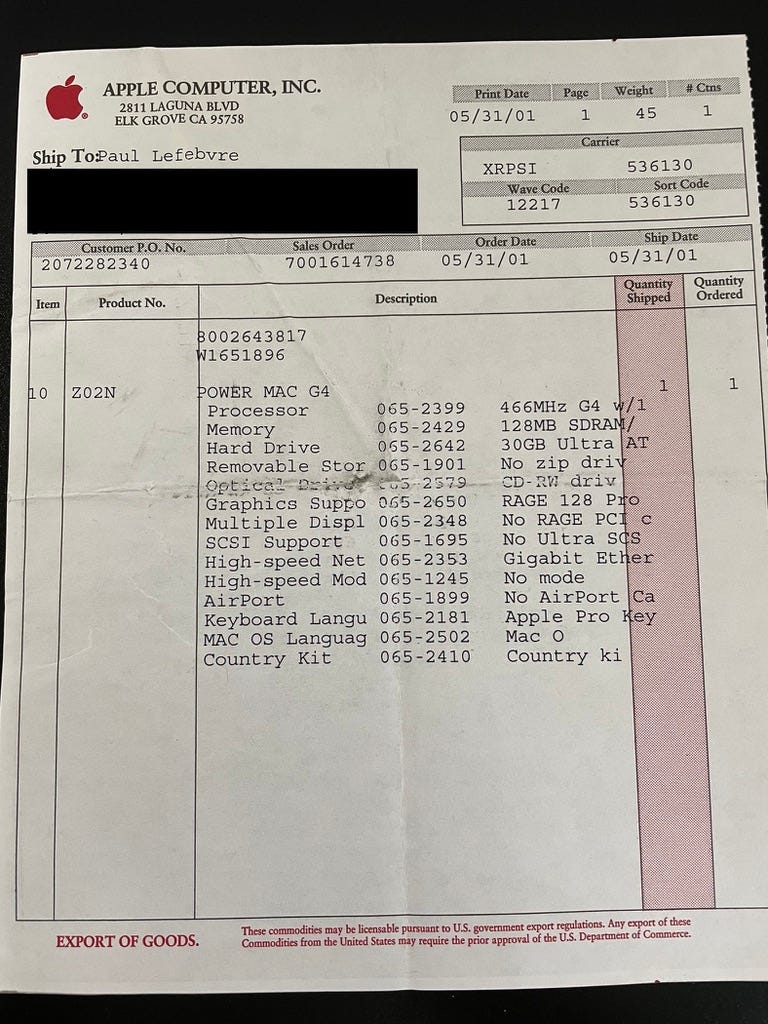 APPLE COMPUTER, INC.
2811 LAGUNA BLVD
ELK GROVE CA 95758
Print Date Page Weight # Ctns
05/31/01 1 45 1
Ship To:Paul Lefebvre
Carrier
XRPSI 536130
Wave Code Sort Code
12217 536130
Customer P.O. No. Sales Order Order Date Ship Date
2072282340 7001614738 05/31/01 05/31/01
Item Product No. Description Quantity Shipped Quantity Ordered
8002643817
W1651896
10 Z02N POWER MAC G4 1 1
Processor 065-2399 466MHz G4 w/1
Memory 065-2429 128MB SDRAM/
Hard Drive 065-2642 30GB Ultra AT
Removable Stor 065-1901 No zip driv
Optical Drive 065-2579 CD-RW driv
Graphics Suppo 065-2650 RAGE 128 Pro
Multiple Displ 065-2348 No RAGE PCI c
SCSI Support 065-1695 No Ultra SCS
High-speed Net 065-2353 Gigabit Ether
High-speed Mod 065-1245 No mode
AirPort 065-1899 No AirPort Ca
Keyboard Langu 065-2181 Apple Pro Key
MAC OS Languag 065-2502 Mac O
Country Kit 065-2410 Country ki
EXPORT OF GOODS.
These commodities may be licensable pursuant to U.S. government export regulations. Any export of these
Commodities from the United States may require the prior approval of the U.S. Department of Commerce.